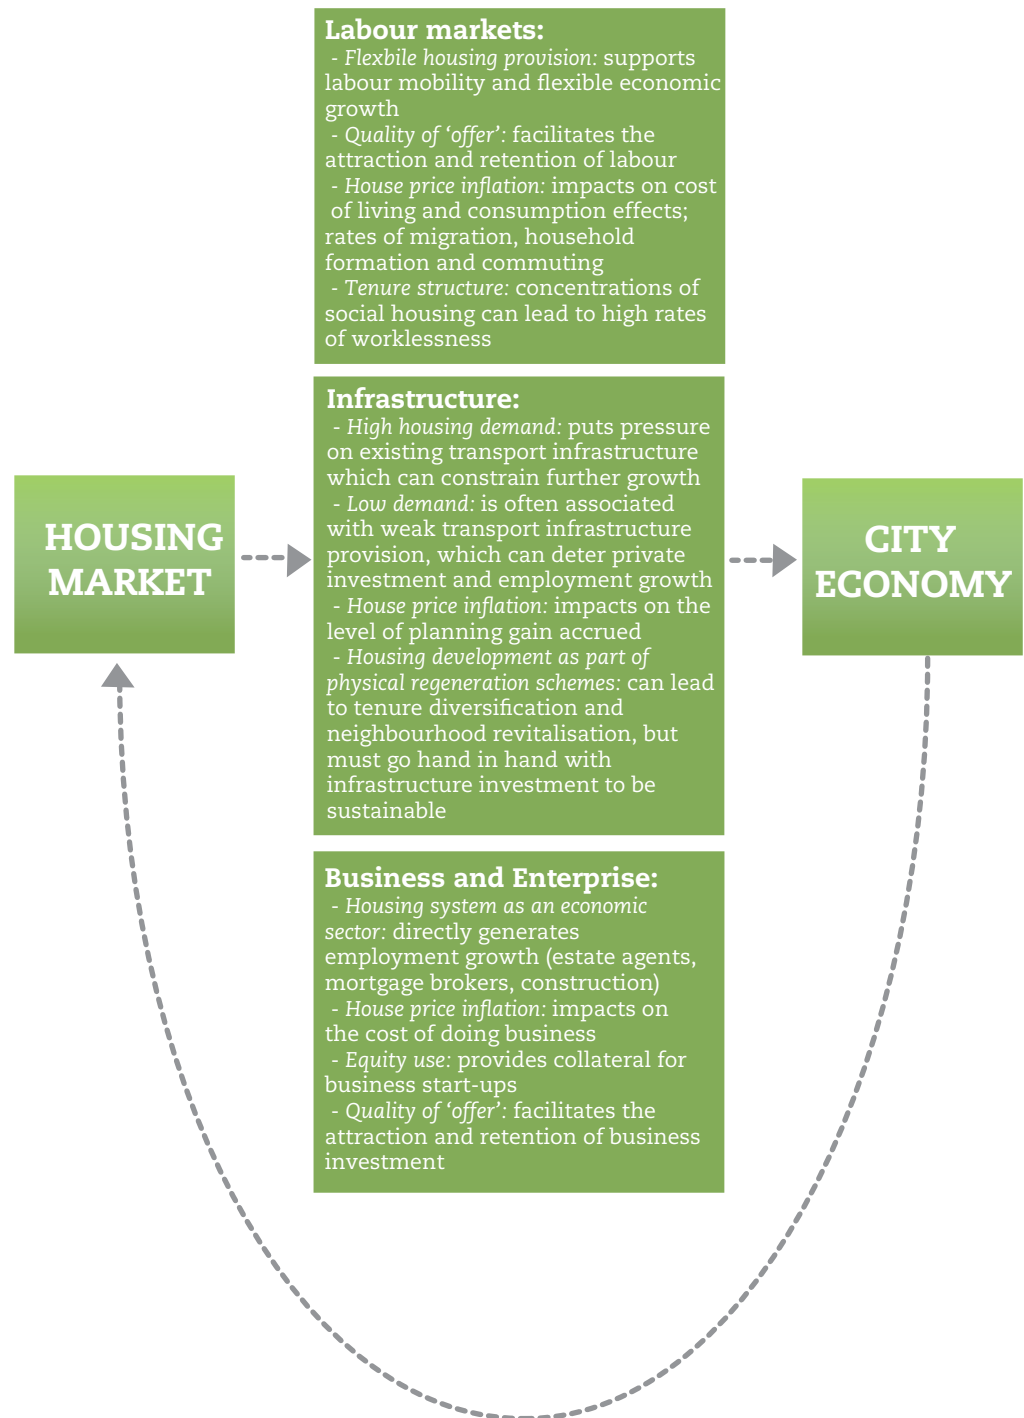 Labour markets:
- Flexbile housing provision: supports
labour mobility and flexible economic
growth
- Quality of ‘offer’: facilitates the
attraction and retention of labour
- House price inflation: impacts on cost
of living and consumption effects;
rates of migration, household
formation and commuting
- Tenure structure: concentrations of
social housing can lead to high rates
of worklessness
HOUSING
MARKET
Infrastructure:
- High housing demand: puts pressure
on existing transport infrastructure
which can constrain further growth
- Low demand: is often associated
with weak transport infrastructure
provision, which can deter private
investment and employment growth
- House price inflation: impacts on the
level of planning gain accrued
- Housing development as part of
physical regeneration schemes: can lead
to tenure diversification and
neighbourhood revitalisation, but
must go hand in hand with
infrastructure investment to be
sustainable
CITY
ECONOMY
Business and Enterprise:
- Housing system as an economic
sector: directly generates
employment growth (estate agents,
mortgage brokers, construction)
- House price inflation: impacts on
the cost of doing business
- Equity use: provides collateral for
business start-ups
- Quality of ‘offer’: facilitates the
attraction and retention of business
investment